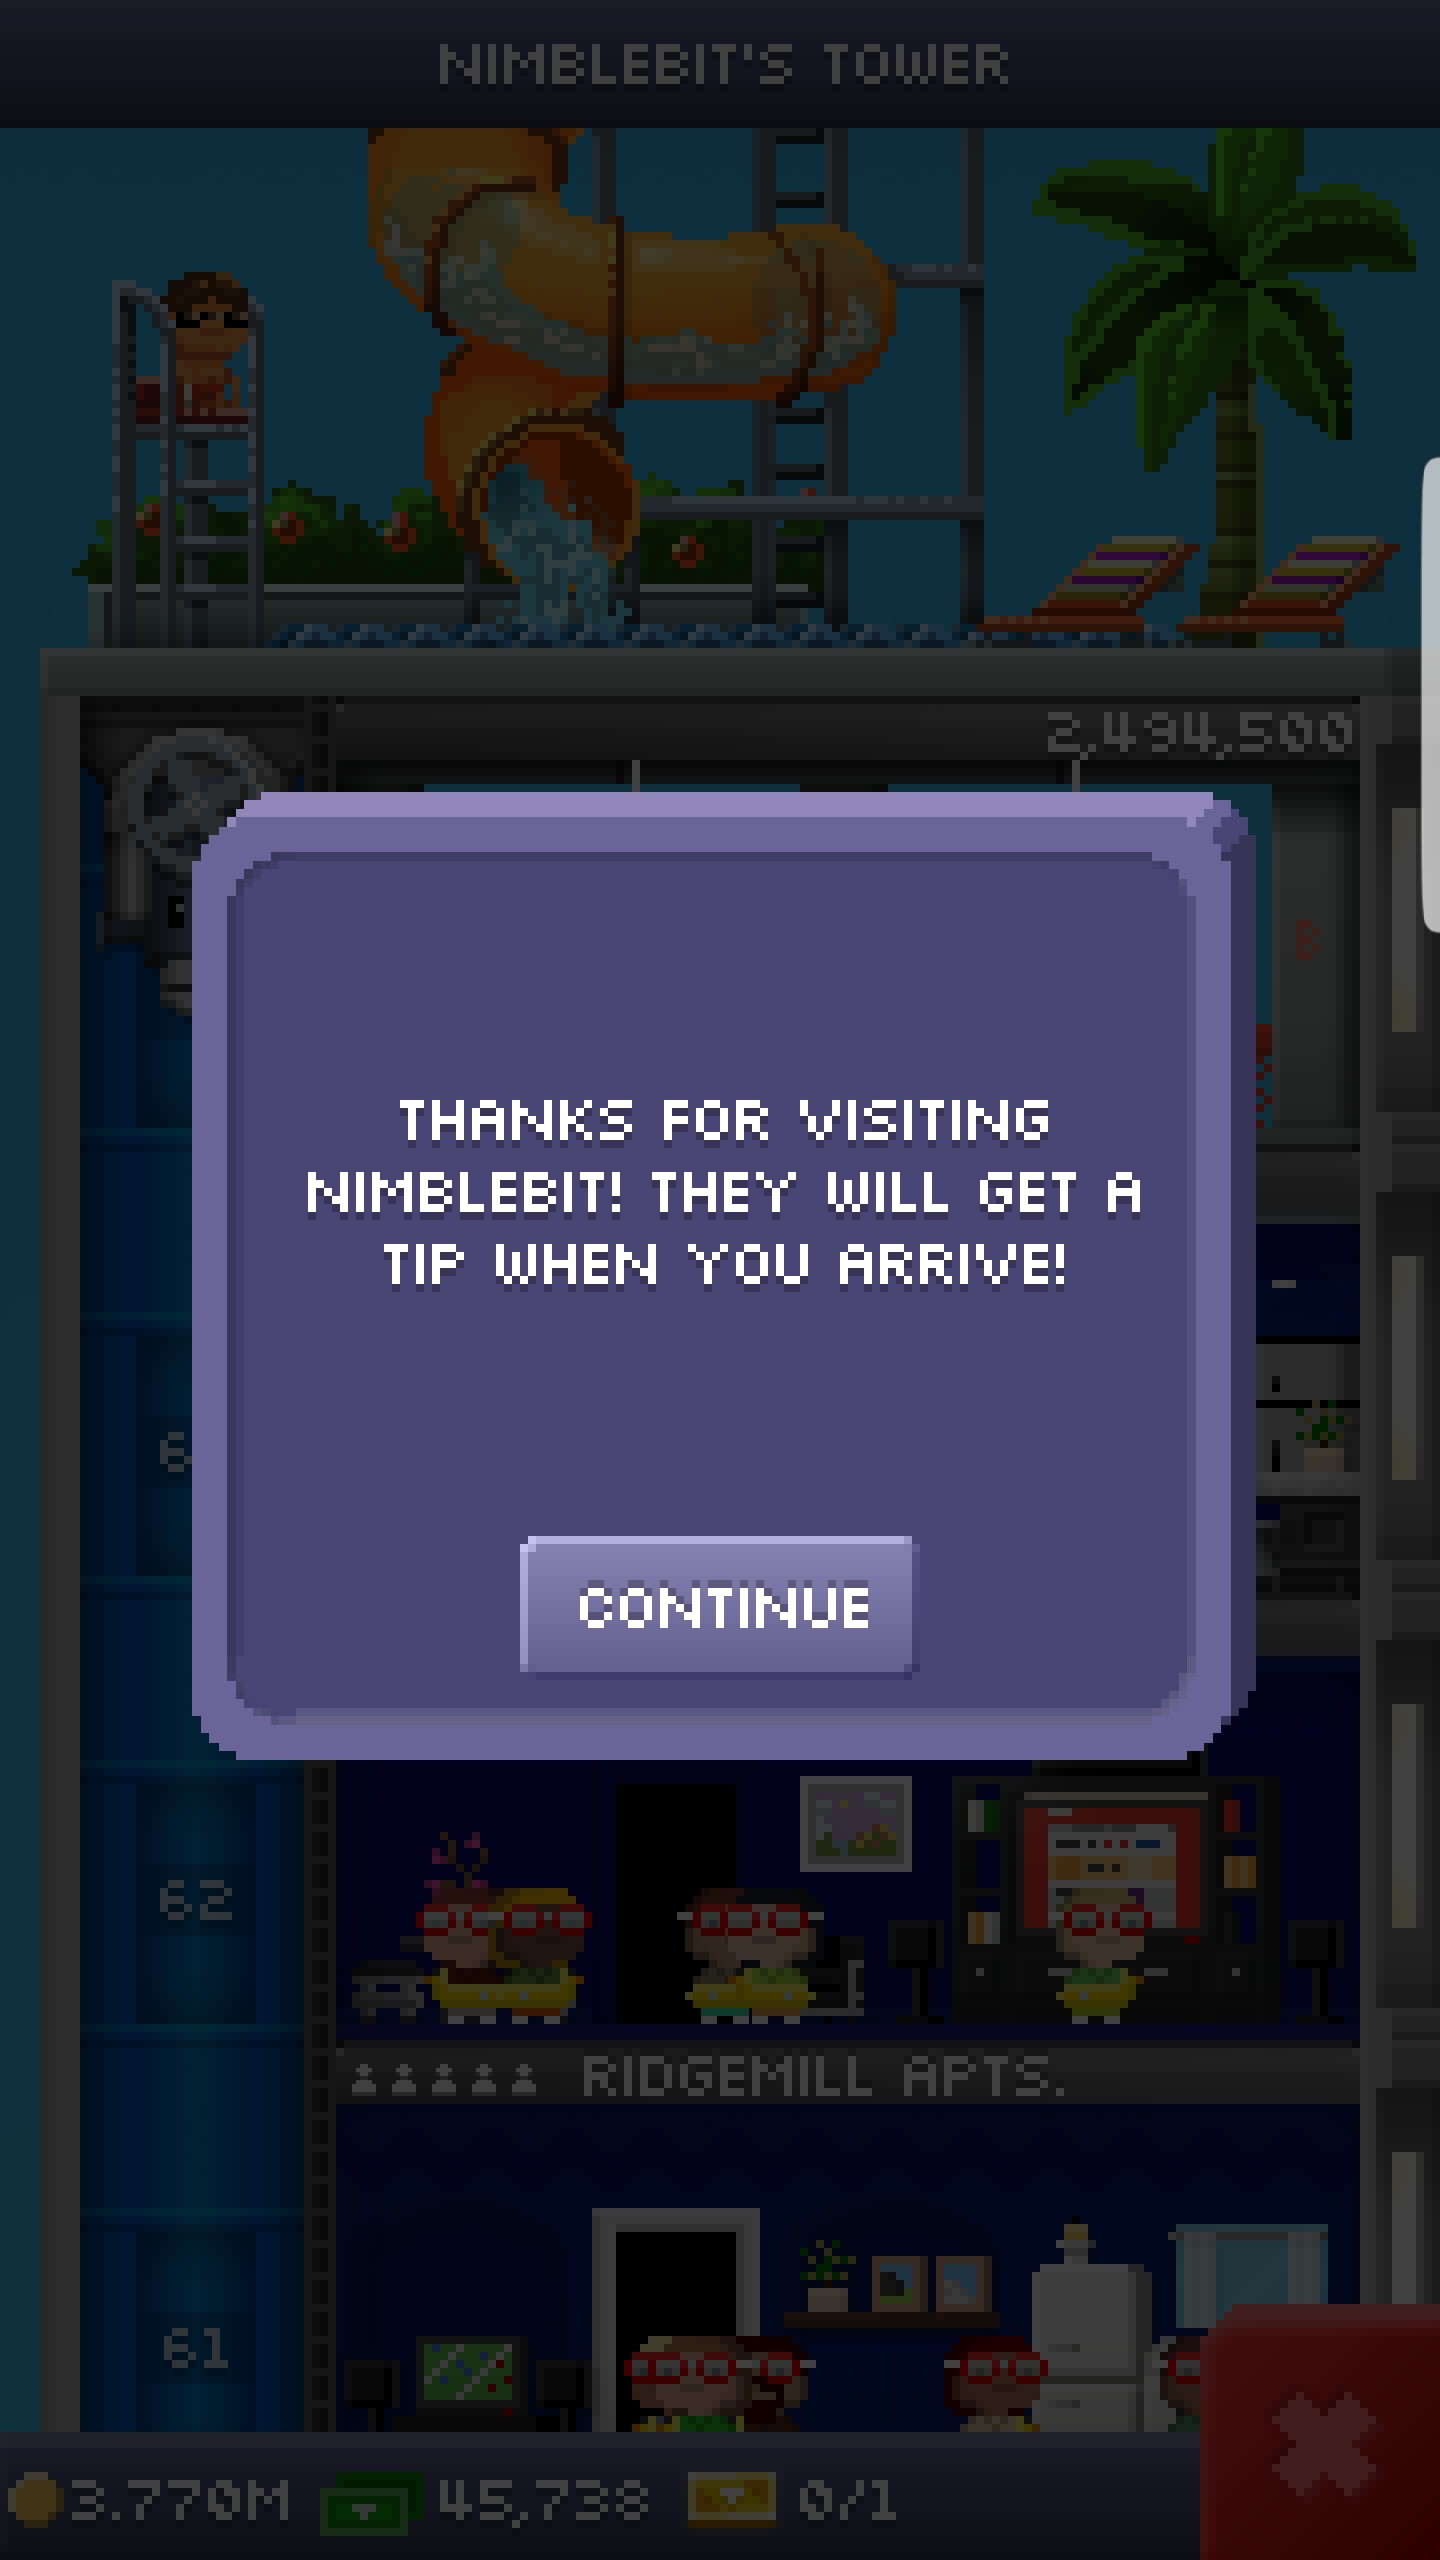 NIMBLEBIT'S TOWER
2,494,500
B
THANKS FOR VISITING
NIMBLEBIT! THEY WILL GET A
TIP WHEN YOU ARRIVE!
6
CONTINUE
62
RIDGEMILL APTS.
61
3.770M 45,738 0/1